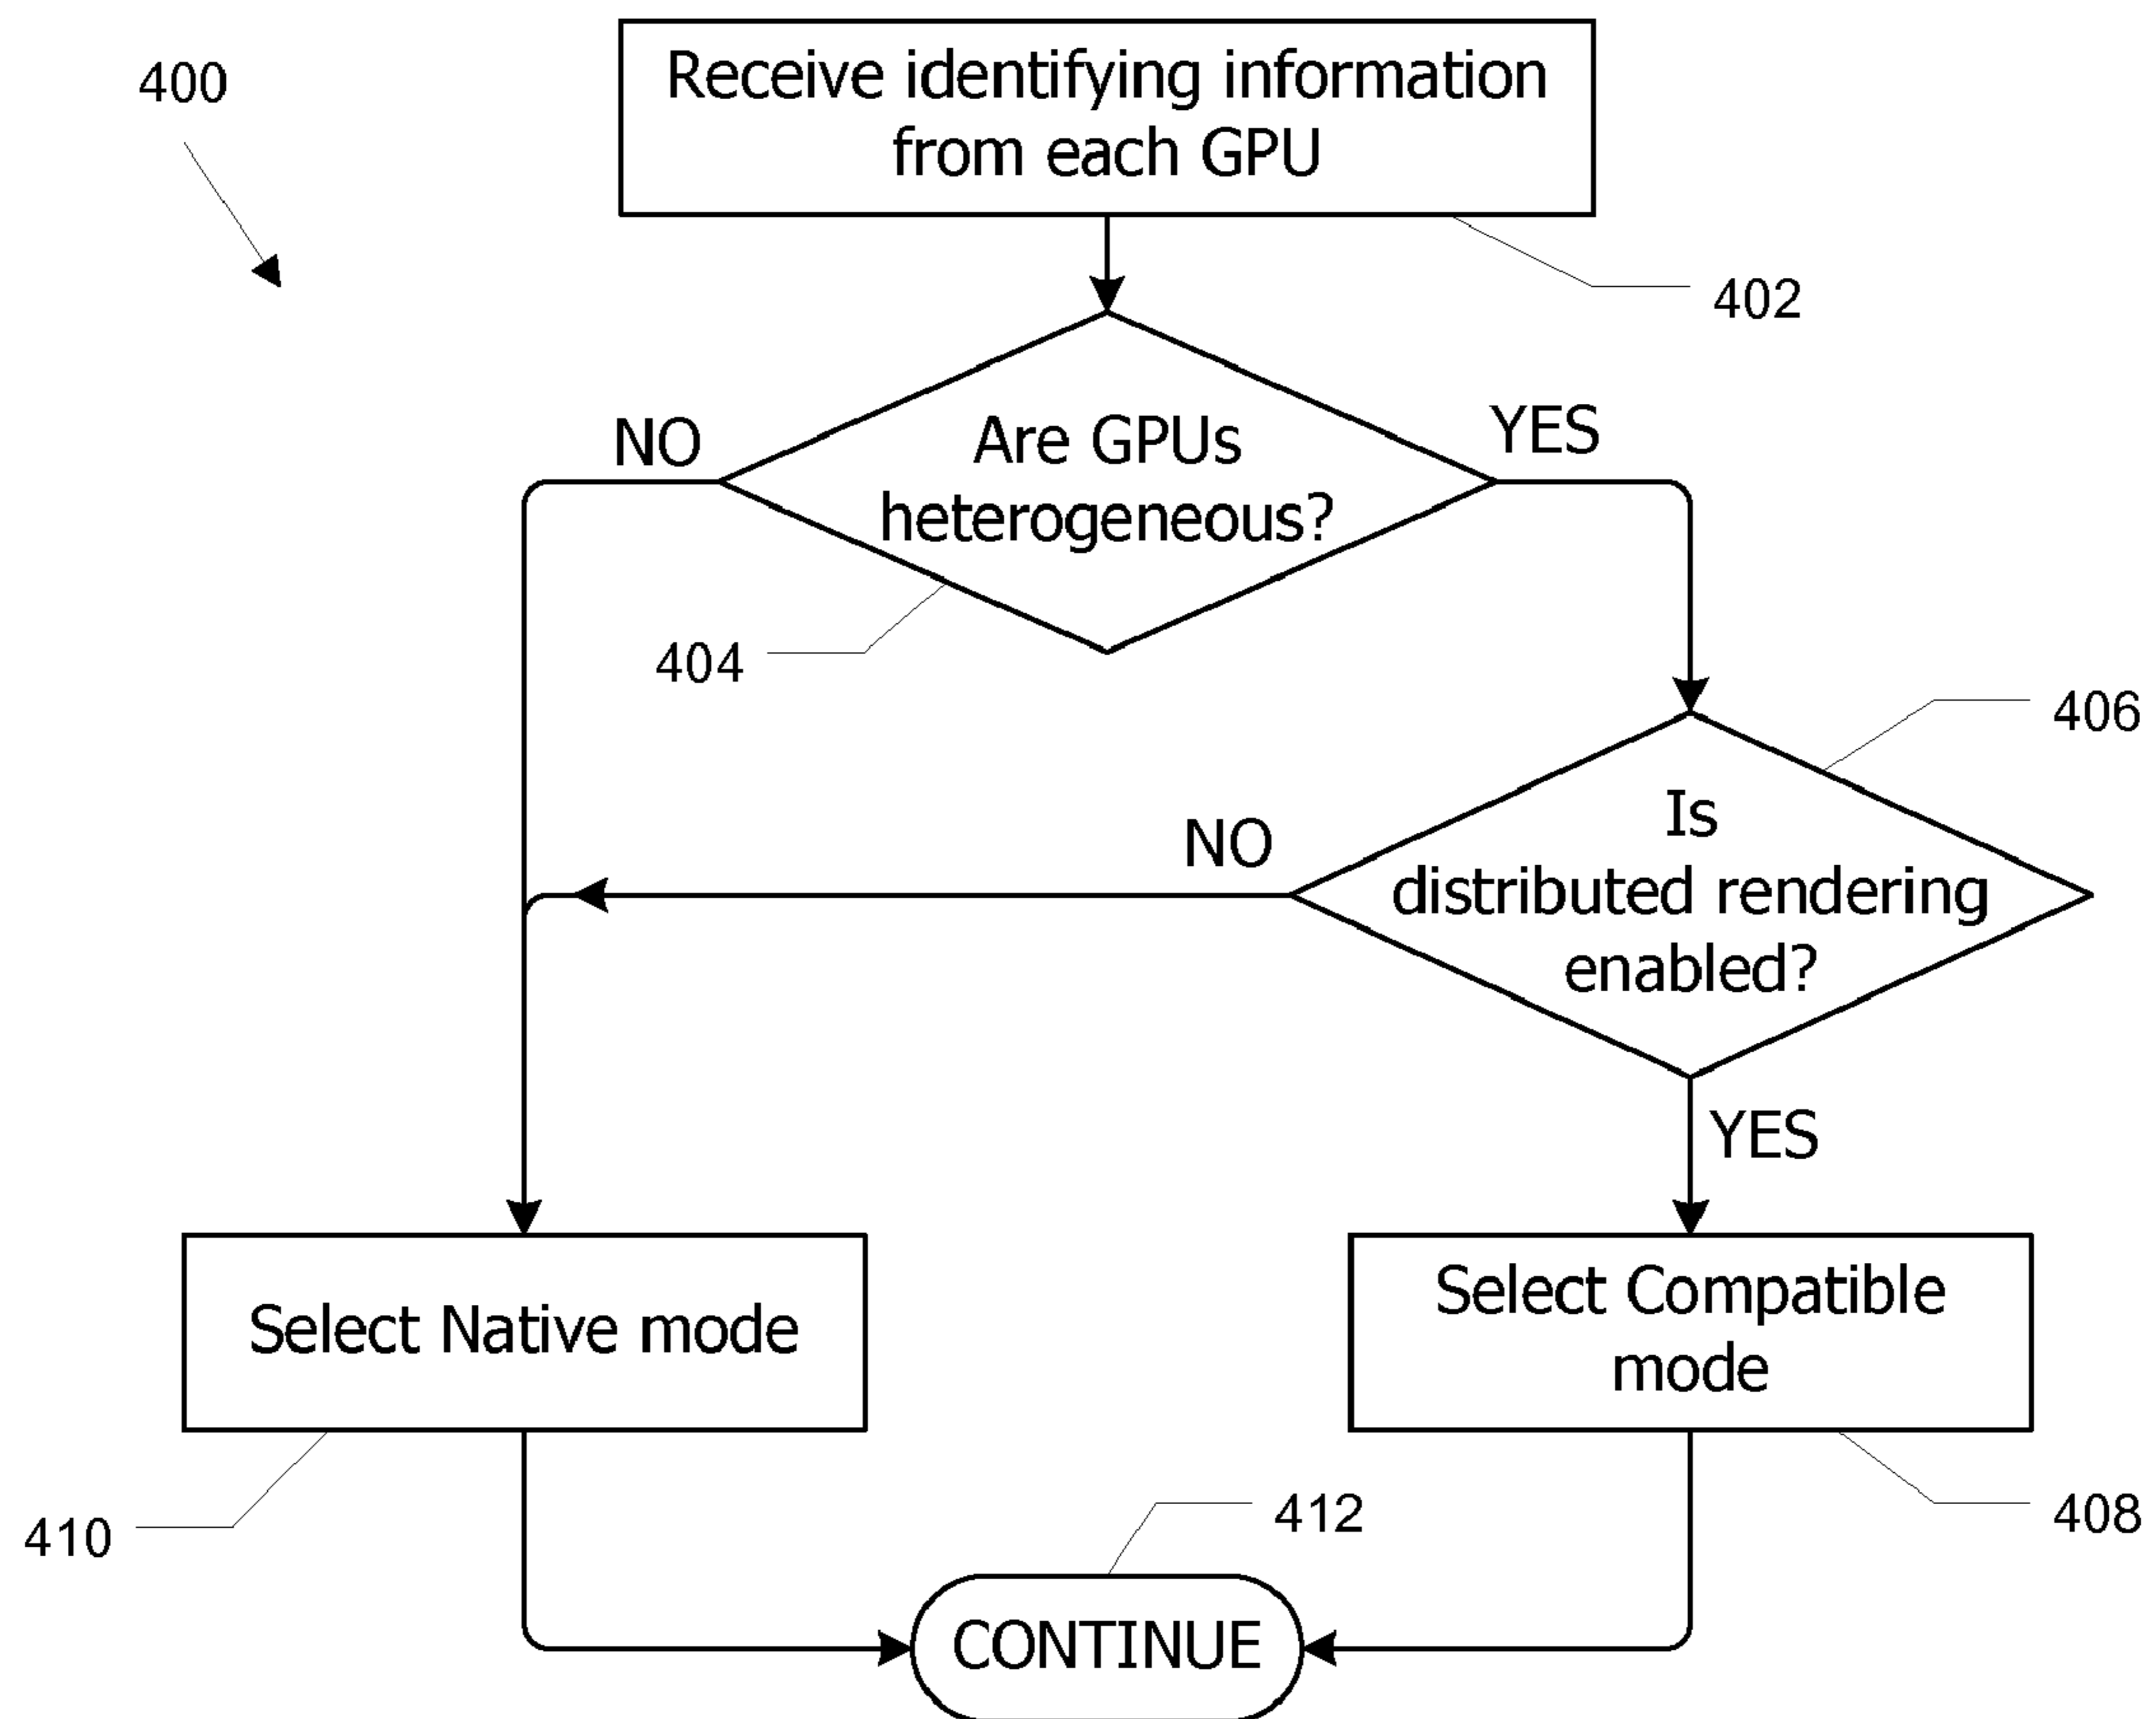 400
Receive identifying information
from each GPU
402
NO
Are GPUs
heterogeneous?
YES
404
406
NO
Is
distributed rendering
enabled?
YES
Select Native mode
Select Compatible
mode
410
412
408
CONTINUE